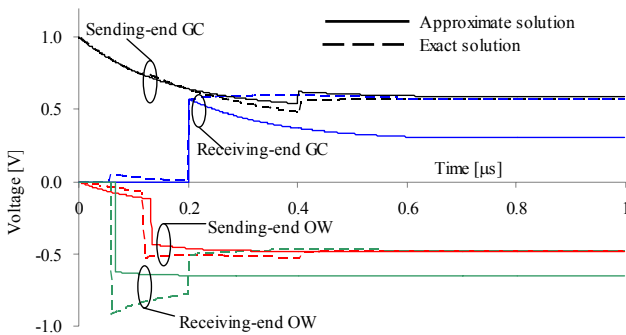 Approximate solution
Exact solution
Sending-end GC
Receiving-end GC
Time [μs]
Voltage [V]
1.0
0.5
0
-0.5
-1.0
0
0.2
0.4
0.6
0.8
1
Sending-end OW
Receiving-end OW